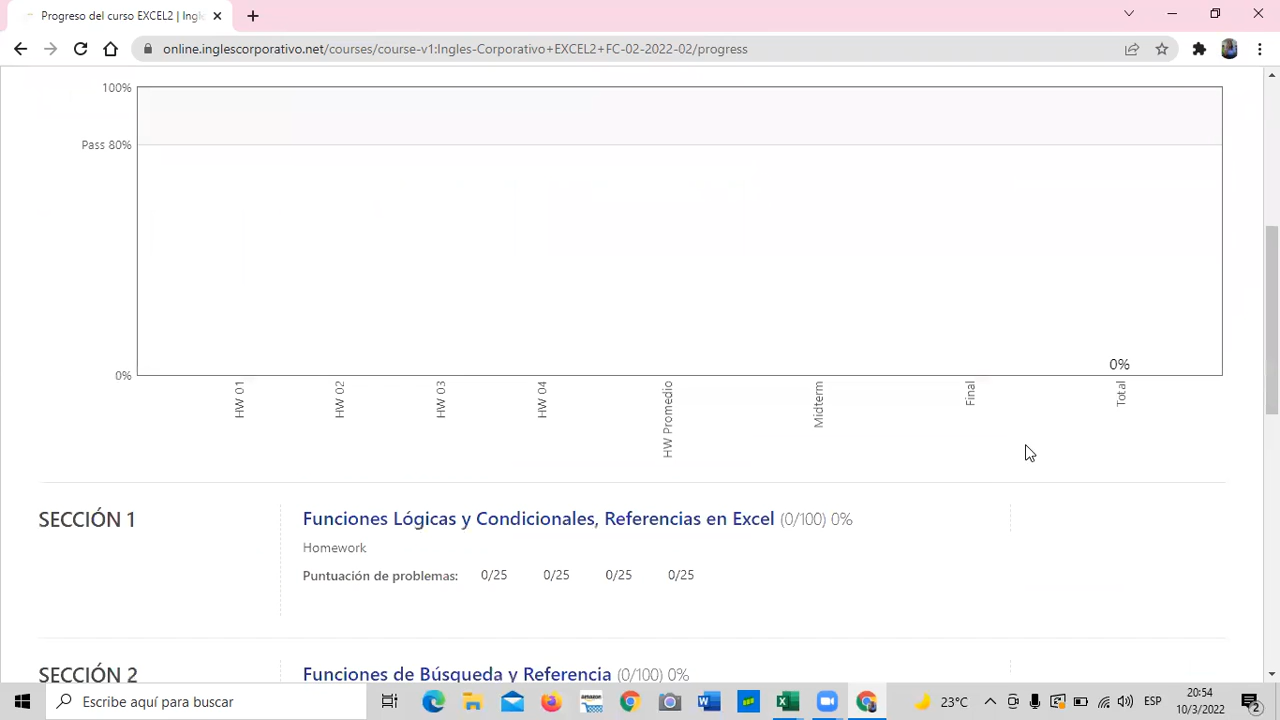 Progreso del curso EXCEL2 | Ingl
online.inglescorporativo.net/courses/course-v1:Ingles-Corporativo+EXCEL2+FC-02-2022-02/progress
100%
Pass 80%
0%
0%
HW 01
HW 02
HW 03
HW 04
HW Promedio
Midterm
Final
Total
SECCIÓN 1
Funciones Lógicas y Condicionales, Referencias en Excel (0/100) 0%
Homework
Puntuación de problemas: 0/25 0/25 0/25 0/25
SECCIÓN 2
Funciones de Búsqueda y Referencia (0/100) 0%
Escribe aquí para buscar
amazon
23°C
ESP
20:54
10/3/2022
2